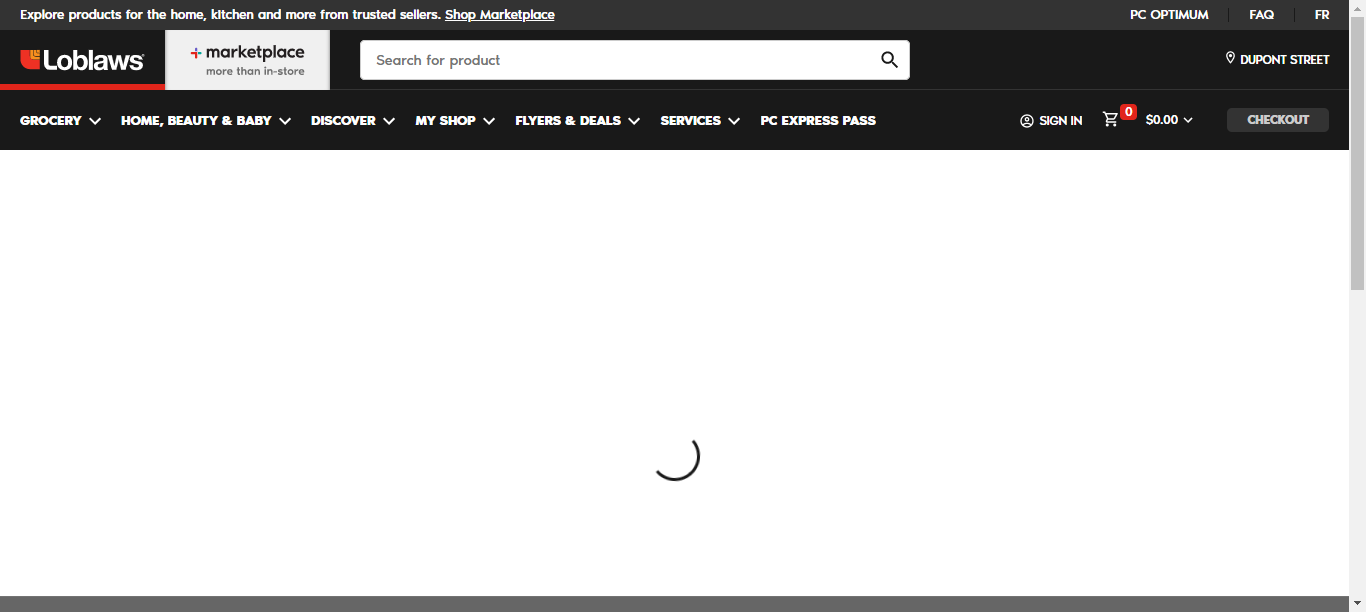 Explore products for the home, kitchen and more from trusted sellers. Shop Marketplace
PC OPTIMUM
FAQ
FR
Loblaws
marketplace
more than in-store
Search for product
DUPONT STREET
GROCERY
HOME, BEAUTY & BABY
DISCOVER
MY SHOP
FLYERS & DEALS
SERVICES
PC EXPRESS PASS
SIGN IN
0
$0.00
CHECKOUT